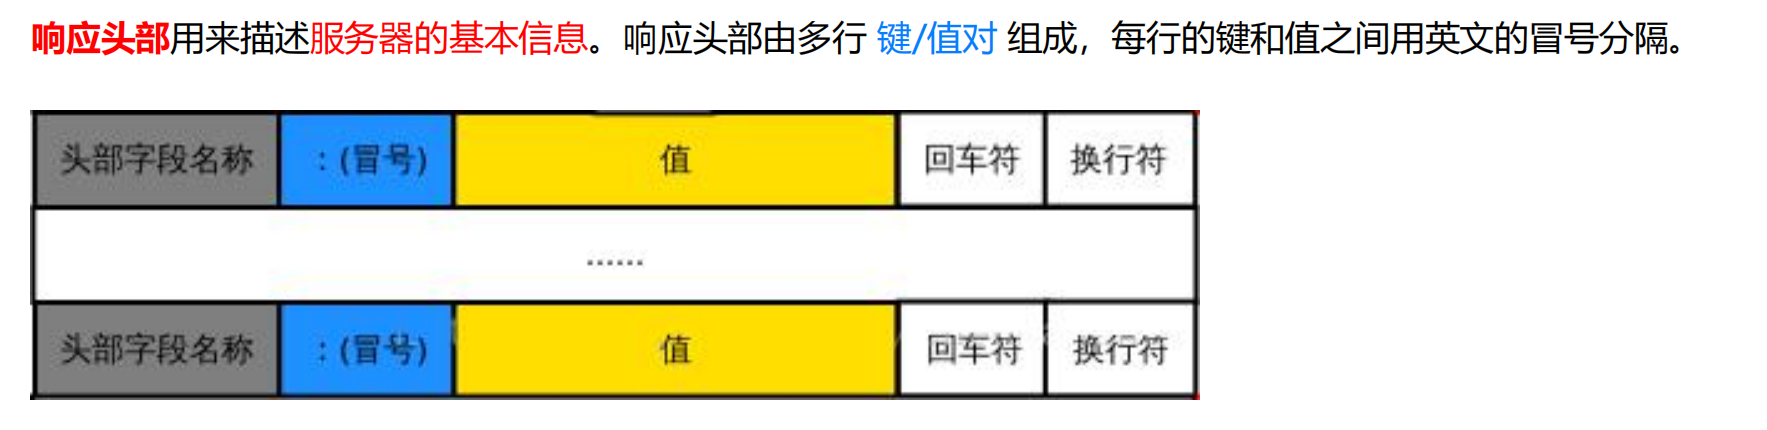 响应头部用来描述服务器的基本信息。响应头部由多行 键/值对 组成，每行的键和值之间用英文的冒号分隔。
头部字段名称 : (冒号) 值 回车符 换行符
······
头部字段名称 : (冒号) 值 回车符 换行符